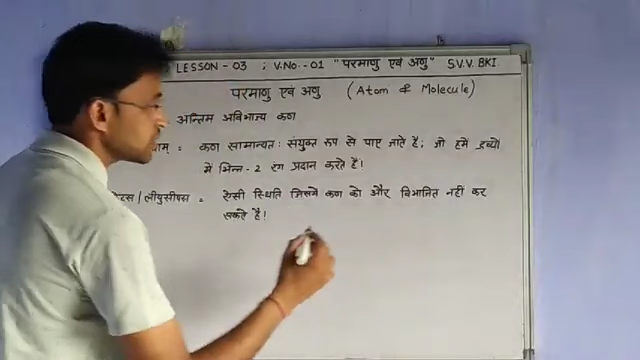 LESSON - 03 ; V.No. - 01 "परमाणु एवं अणु" S.V.V. BKI
परमाणु एवं अणु (Atom & Molecule)
अन्तिम अविभाज्य कण
= कण सामान्यतः संयुक्त रुप से पाए जाते है; जो हमें द्रव्यों
में भिन्न-2 रंग प्रदान करते है!
/ लीयुसीपस = ऐसी स्थिति जिसमें कण को और विभाजित नहीं कर
सकते है!